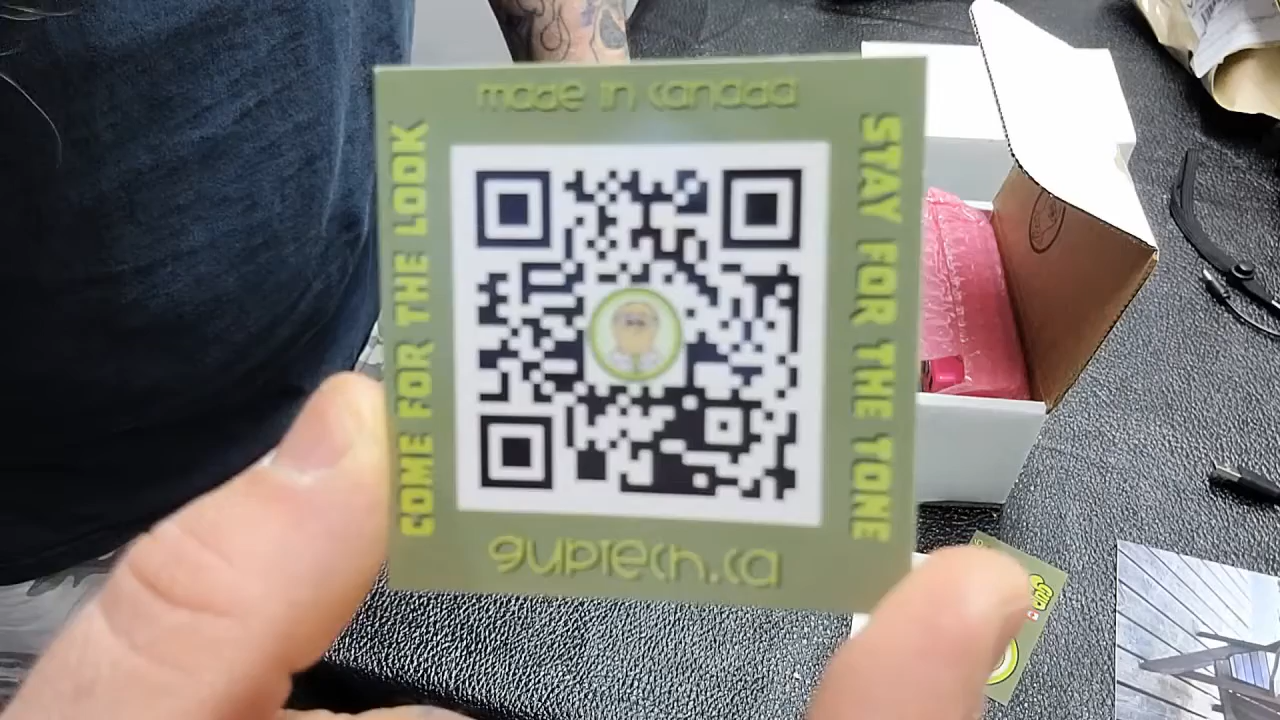 made in canada
COME FOR THE LOOK
STAY FOR THE TONE
guptech.ca